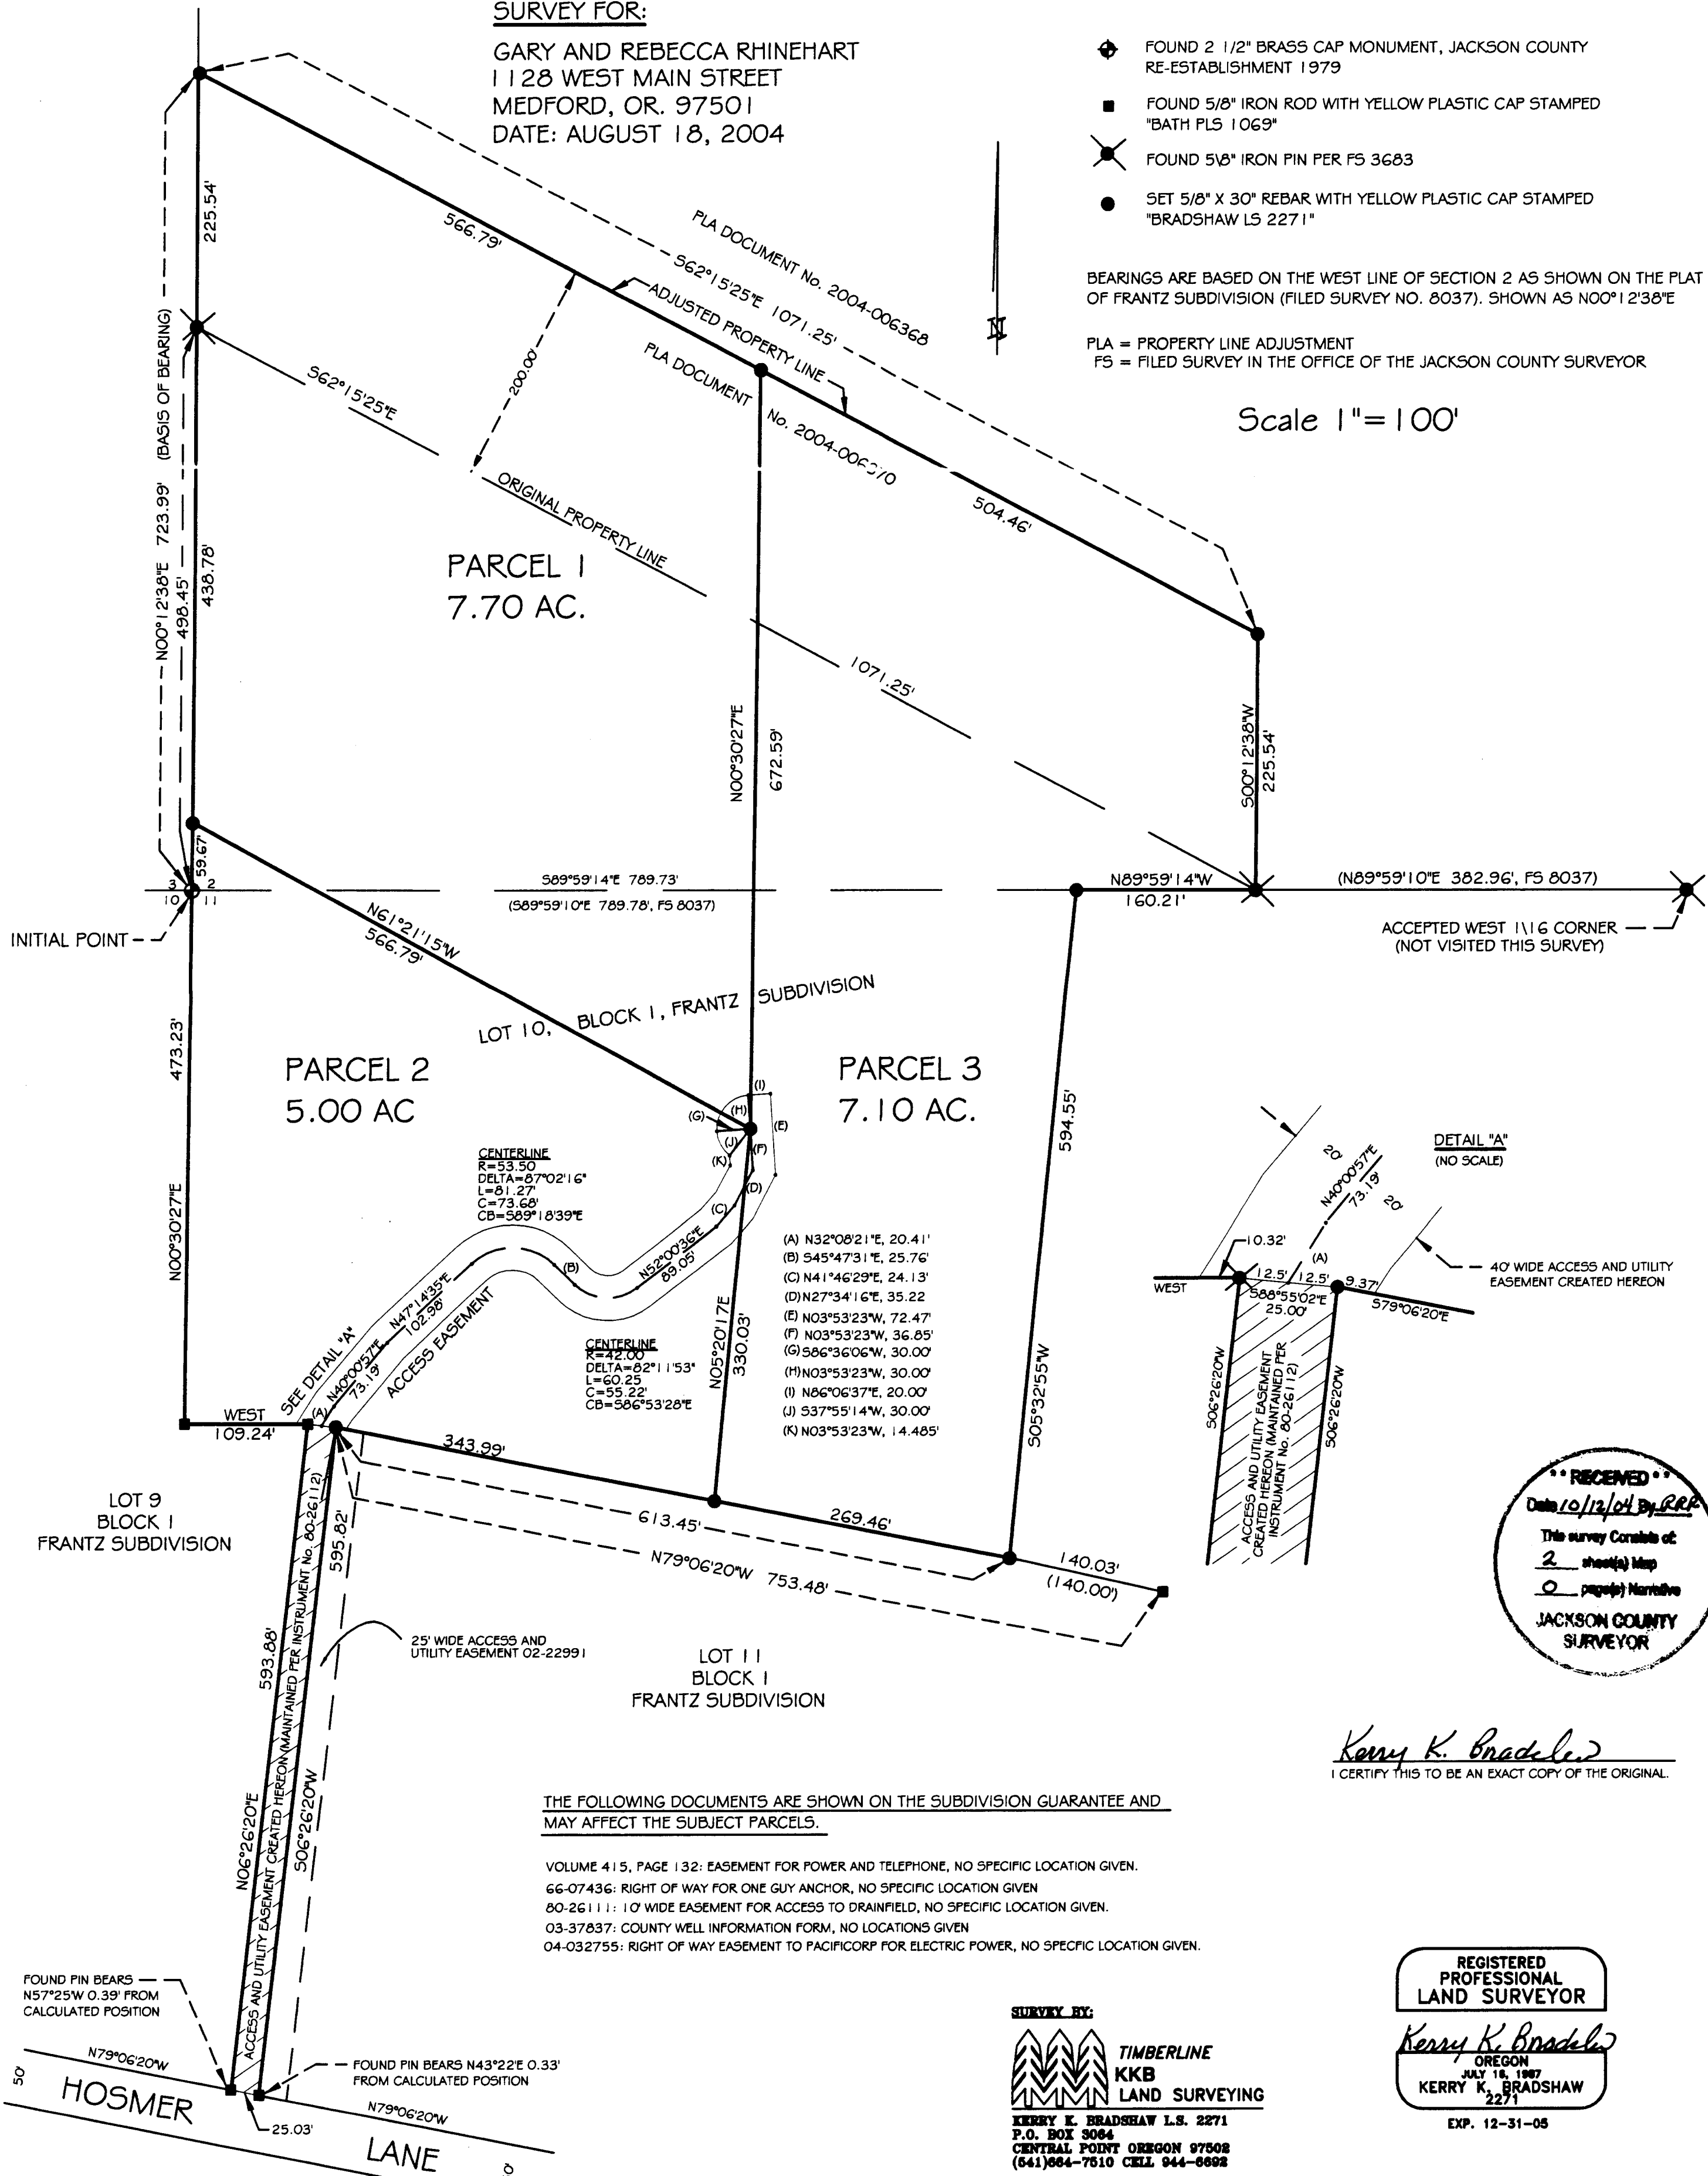 SURVEY FOR:
GARY AND REBECCA RHINEHART
1128 WEST MAIN STREET
MEDFORD, OR. 97501
DATE: AUGUST 18, 2004
FOUND 2 1/2" BRASS CAP MONUMENT, JACKSON COUNTY
RE-ESTABLISHMENT 1979
FOUND 5/8" IRON ROD WITH YELLOW PLASTIC CAP STAMPED
"BATH PLS 1069"
FOUND 5\8" IRON PIN PER FS 3683
SET 5/8" X 30" REBAR WITH YELLOW PLASTIC CAP STAMPED
"BRADSHAW LS 2271"
BEARINGS ARE BASED ON THE WEST LINE OF SECTION 2 AS SHOWN ON THE PLAT
OF FRANTZ SUBDIVISION (FILED SURVEY NO. 8037). SHOWN AS N00°12'38"E
PLA = PROPERTY LINE ADJUSTMENT
FS = FILED SURVEY IN THE OFFICE OF THE JACKSON COUNTY SURVEYOR
Scale 1"=100'
N
225.54'
566.79'
PLA DOCUMENT No. 2004-006368
S62°15'25"E 1071.25'
ADJUSTED PROPERTY LINE
PLA DOCUMENT No. 2004-006
70
200.00'
S62°15'25"E
ORIGINAL PROPERTY LINE
1071.25'
504.46'
N00°12'38"E 723.99' (BASIS OF BEARING)
498.45'
438.78'
PARCEL 1
7.70 AC.
N00°30'27"E
672.59'
S00°12'38"W
225.54'
59.67'
3 2
10 11
INITIAL POINT
S89°59'14"E 789.73'
(S89°59'10"E 789.78', FS 8037)
N89°59'14"W
160.21'
(N89°59'10"E 382.96', FS 8037)
ACCEPTED WEST 1\16 CORNER
(NOT VISITED THIS SURVEY)
N61°21'15"W
566.79'
LOT 10, BLOCK 1, FRANTZ SUBDIVISION
473.23'
N00°30'27"E
PARCEL 2
5.00 AC
PARCEL 3
7.10 AC.
594.55'
S05°32'55"W
(I)
(H)
(G)
(E)
(J)
(F)
(K)
(D)
(C)
(B)
(A)
CENTERLINE
R=53.50
DELTA=87°02'16"
L=81.27'
C=73.68'
CB=S89°18'39"E
N52°00'36"E
89.05'
N47°14'35"E
102.98'
N40°00'57"E
73.19'
SEE DETAIL "A"
ACCESS EASEMENT
CENTERLINE
R=42.00
DELTA=82°11'53"
L=60.25
C=55.22'
CB=S86°53'28"E
N05°20'17"E
330.03'
(A) N32°08'21"E, 20.41'
(B) S45°47'31"E, 25.76'
(C) N41°46'29"E, 24.13'
(D) N27°34'16"E, 35.22
(E) N03°53'23"W, 72.47'
(F) N03°53'23"W, 36.85'
(G) S86°36'06"W, 30.00'
(H) N03°53'23"W, 30.00'
(I) N86°06'37"E, 20.00'
(J) S37°55'14"W, 30.00'
(K) N03°53'23"W, 14.485'
DETAIL "A"
(NO SCALE)
20'
N40°00'57"E
73.19'
20'
10.32'
(A)
WEST
12.5' 12.5' 9.37'
S88°55'02"E
25.00'
S79°06'20"E
40' WIDE ACCESS AND UTILITY
EASEMENT CREATED HEREON
S06°26'20"W
ACCESS AND UTILITY EASEMENT
CREATED HEREON (MAINTAINED PER
INSTRUMENT No. 80-26112)
S06°26'20"W
WEST
109.24'
343.99'
613.45'
269.46'
N79°06'20"W 753.48'
140.03'
(140.00')
LOT 9
BLOCK 1
FRANTZ SUBDIVISION
593.88'
N06°26'20"E
ACCESS AND UTILITY EASEMENT CREATED HEREON (MAINTAINED PER INSTRUMENT No. 80-26112)
595.82'
S06°26'20"W
25' WIDE ACCESS AND
UTILITY EASEMENT 02-22991
LOT 11
BLOCK 1
FRANTZ SUBDIVISION
** RECEIVED **
Date 10/12/04 By RRR
This survey Consists of:
2 sheet(s) Map
0 page(s) Narrative
JACKSON COUNTY
SURVEYOR
Kerry K. Bradshaw
I CERTIFY THIS TO BE AN EXACT COPY OF THE ORIGINAL.
THE FOLLOWING DOCUMENTS ARE SHOWN ON THE SUBDIVISION GUARANTEE AND
MAY AFFECT THE SUBJECT PARCELS.
VOLUME 415, PAGE 132: EASEMENT FOR POWER AND TELEPHONE, NO SPECIFIC LOCATION GIVEN.
66-07436: RIGHT OF WAY FOR ONE GUY ANCHOR, NO SPECIFIC LOCATION GIVEN
80-26111: 10' WIDE EASEMENT FOR ACCESS TO DRAINFIELD, NO SPECIFIC LOCATION GIVEN.
03-37837: COUNTY WELL INFORMATION FORM, NO LOCATIONS GIVEN
04-032755: RIGHT OF WAY EASEMENT TO PACIFICORP FOR ELECTRIC POWER, NO SPECFIC LOCATION GIVEN.
FOUND PIN BEARS
N57°25'W 0.39' FROM
CALCULATED POSITION
FOUND PIN BEARS N43°22'E 0.33'
FROM CALCULATED POSITION
N79°06'20"W
50'
HOSMER LANE
25.03'
N79°06'20"W
SURVEY BY:
TIMBERLINE
KKB
LAND SURVEYING
KERRY K. BRADSHAW L.S. 2271
P.O. BOX 3064
CENTRAL POINT OREGON 97502
(541)664-7510 CELL 944-6692
REGISTERED
PROFESSIONAL
LAND SURVEYOR
Kerry K. Bradshaw
OREGON
JULY 18, 1987
KERRY K. BRADSHAW
2271
EXP. 12-31-05